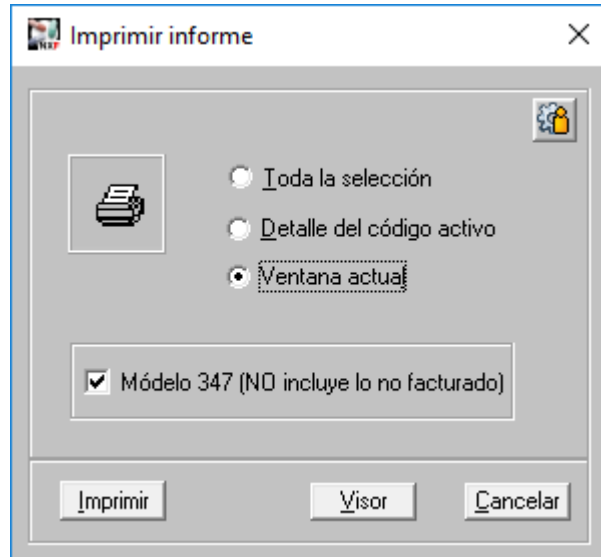 Imprimir informe
Toda la selección
Detalle del código activo
Ventana actual
Módelo 347 (NO incluye lo no facturado)
Imprimir
Visor
Cancelar